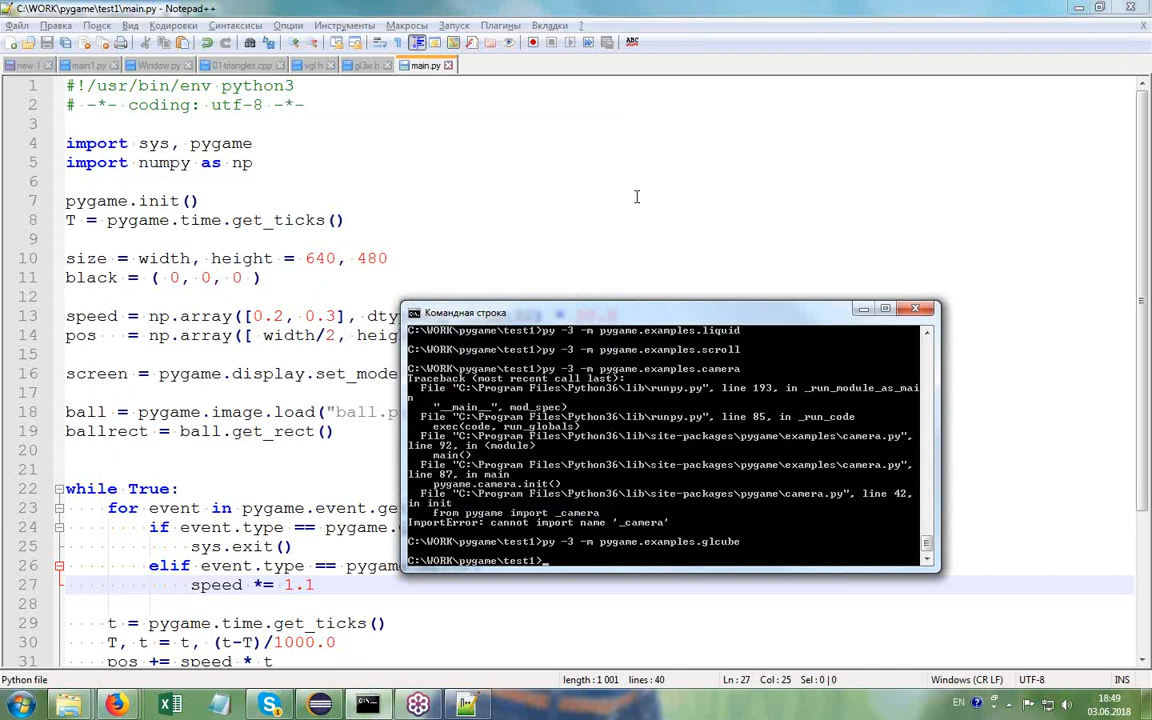 C:\WORK\pygame\test1\main.py - Notepad++
Файл Правка Поиск Вид Кодировки Синтаксисы Опции Инструменты Макросы Запуск Плагины Вкладки ? X
new 1 main1.py Window.py 01triangles.cpp vgl.h gl3w.h main.py
1 #!/usr/bin/env python3
2 # -*- coding: utf-8 -*-
3
4 import sys, pygame
5 import numpy as np
6
7 pygame.init()
8 T = pygame.time.get_ticks()
9
10 size = width, height = 640, 480
11 black = ( 0, 0, 0 )
12
13 speed = np.array([0.2, 0.3], dty
14 pos = np.array([ width/2, heig
15
16 screen = pygame.display.set_mode
17
18 ball = pygame.image.load("ball.p
19 ballrect = ball.get_rect()
20
21
22 while True:
23 for event in pygame.event.ge
24 if event.type == pygame.
25 sys.exit()
26 elif event.type == pygame
27 speed *= 1.1
28
29 t = pygame.time.get_ticks()
30 T, t = t, (t-T)/1000.0
31 pos += speed * t
Командная строка
C:\WORK\pygame\test1>py -3 -m pygame.examples.liquid
C:\WORK\pygame\test1>py -3 -m pygame.examples.scroll
C:\WORK\pygame\test1>py -3 -m pygame.examples.camera
Traceback (most recent call last):
File "C:\Program Files\Python36\lib\runpy.py", line 193, in _run_module_as_mai
n
"__main__", mod_spec)
File "C:\Program Files\Python36\lib\runpy.py", line 85, in _run_code
exec(code, run_globals)
File "C:\Program Files\Python36\lib\site-packages\pygame\examples\camera.py",
line 92, in <module>
main()
File "C:\Program Files\Python36\lib\site-packages\pygame\examples\camera.py",
line 87, in main
pygame.camera.init()
File "C:\Program Files\Python36\lib\site-packages\pygame\camera.py", line 42,
in init
from pygame import _camera
ImportError: cannot import name '_camera'
C:\WORK\pygame\test1>py -3 -m pygame.examples.glcube
C:\WORK\pygame\test1>_
Python file length : 1 001 lines : 40 Ln : 27 Col : 25 Sel : 0 | 0 Windows (CR LF) UTF-8 INS
EN 18:49
03.06.2018